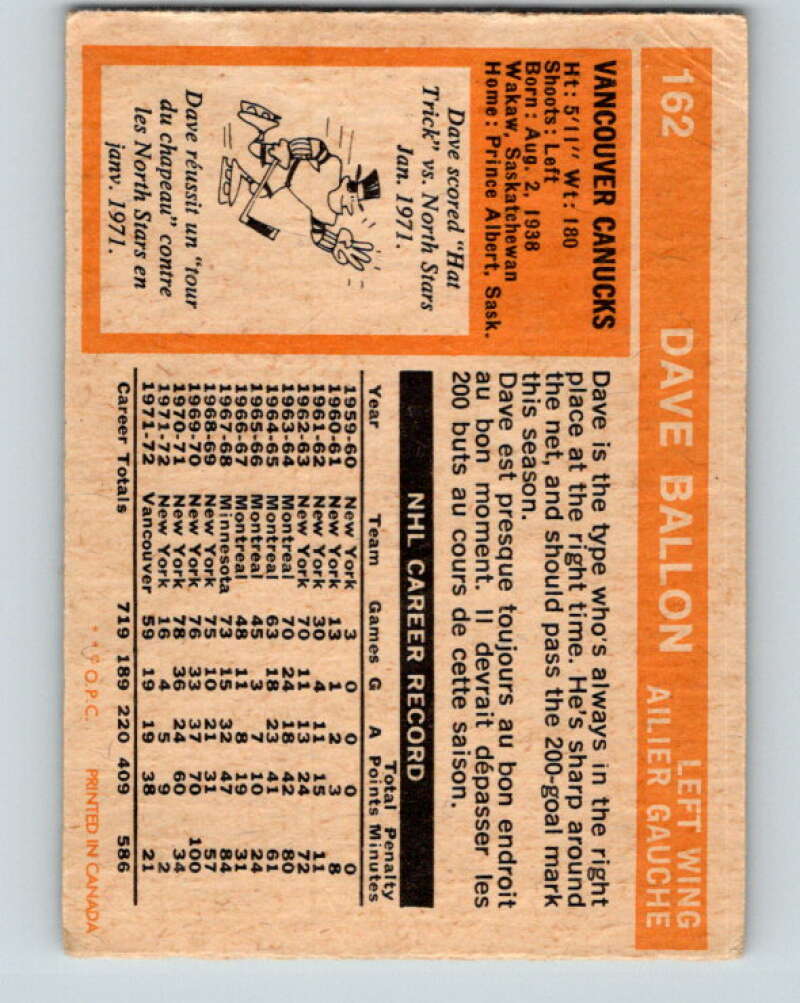 162 DAVE BALLON LEFT WING
AILIER GAUCHE
VANCOUVER CANUCKS
Ht: 5'11" Wt: 180
Shoots: Left
Born: Aug. 2, 1938
Wakaw, Saskatchewan
Home: Prince Albert, Sask.
Dave scored "Hat
Trick" vs. North Stars
Jan. 1971.
Dave réussit un "tour
du chapeau" contre
les North Stars en
janv. 1971.
Dave is the type who's always in the right
place at the right time. He's sharp around
the net, and should pass the 200-goal mark
this season.
Dave est presque toujours au bon endroit
au bon moment. Il devrait dépasser les
200 buts au cours de cette saison.
NHL CAREER RECORD
Total Penalty
Year Team Games G A Points Minutes
1959-60 New York 3 0 0 0 0
1960-61 New York 13 1 2 3 8
1961-62 New York 30 4 11 15 11
1962-63 New York 70 11 13 24 72
1963-64 Montreal 70 24 18 42 80
1964-65 Montreal 63 18 23 41 61
1965-66 Montreal 45 3 7 10 24
1966-67 Montreal 48 11 8 19 31
1967-68 Minnesota 73 15 32 47 84
1968-69 New York 75 10 21 31 57
1969-70 New York 76 33 37 70 100
1970-71 New York 78 36 24 60 34
1971-72 New York 16 4 5 9 2
1971-72 Vancouver 59 19 19 38 21
Career Totals 719 189 220 409 586
O.P.C. PRINTED IN CANADA